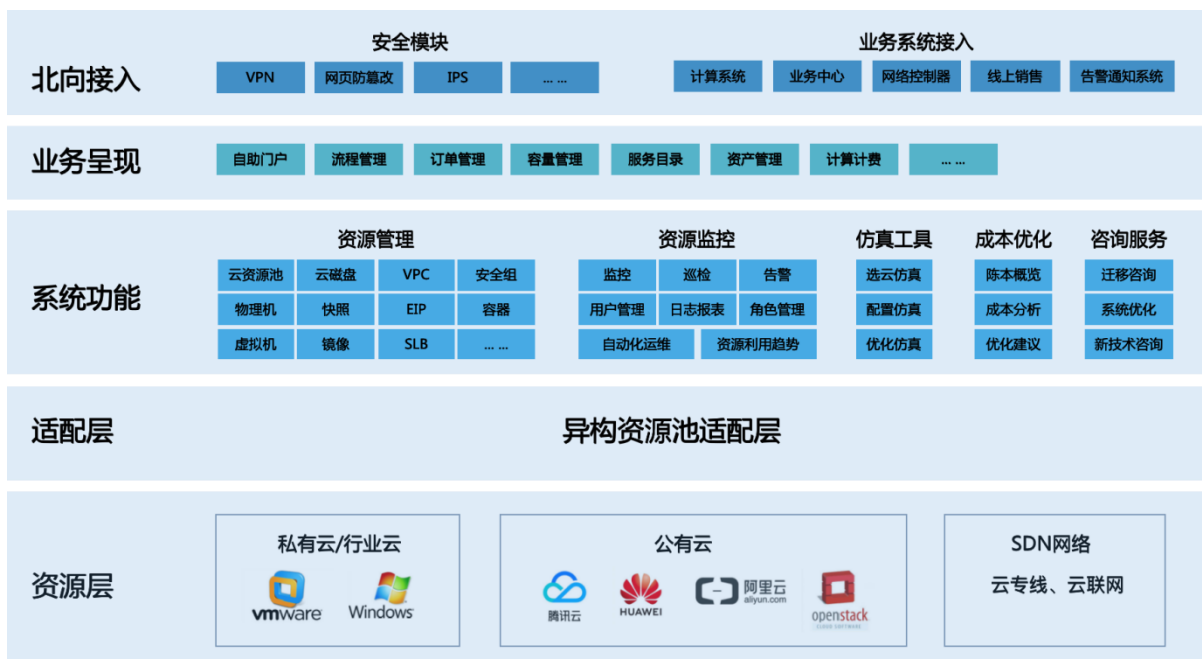 北向接入
安全模块
VPN 网页防篡改 IPS ... ...
业务系统接入
计算系统 业务中心 网络控制器 线上销售 告警通知系统
业务呈现
自助门户 流程管理 订单管理 容量管理 服务目录 资产管理 计算计费 ... ...
系统功能
资源管理
云资源池 云磁盘 VPC 安全组
物理机 快照 EIP 容器
虚拟机 镜像 SLB ... ...
资源监控
监控 巡检 告警
用户管理 日志报表 角色管理
自动化运维 资源利用趋势
仿真工具
选云仿真
配置仿真
优化仿真
成本优化
陈本概览
成本分析
优化建议
咨询服务
迁移咨询
系统优化
新技术咨询
适配层
异构资源池适配层
资源层
私有云/行业云
vmware Windows
公有云
腾讯云 HUAWEI 阿里云 aliyun.com openstack
CLOUD SOFTWARE
SDN网络
云专线、云联网